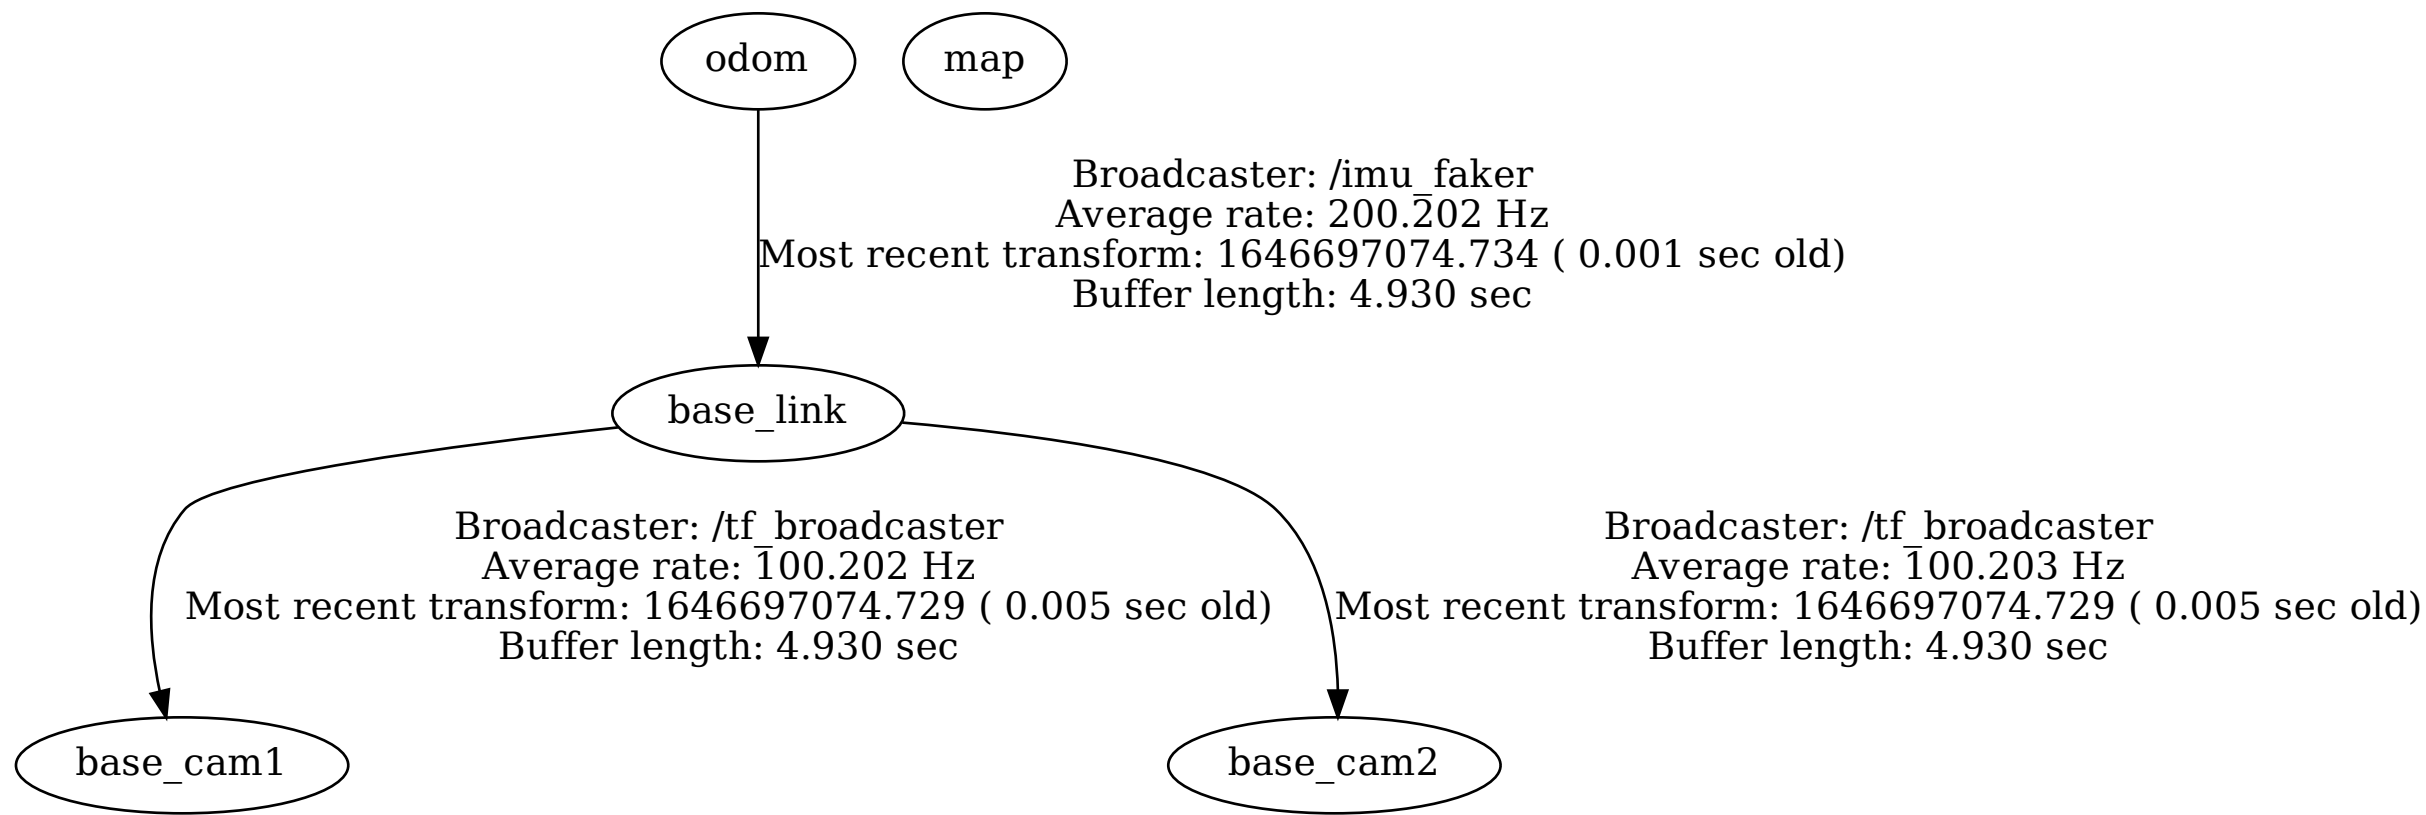 odom
map
Broadcaster: /imu_faker
Average rate: 200.202 Hz
Most recent transform: 1646697074.734 ( 0.001 sec old)
Buffer length: 4.930 sec
base_link
Broadcaster: /tf_broadcaster
Average rate: 100.202 Hz
Most recent transform: 1646697074.729 ( 0.005 sec old)
Buffer length: 4.930 sec
Broadcaster: /tf_broadcaster
Average rate: 100.203 Hz
Most recent transform: 1646697074.729 ( 0.005 sec old)
Buffer length: 4.930 sec
base_cam1
base_cam2